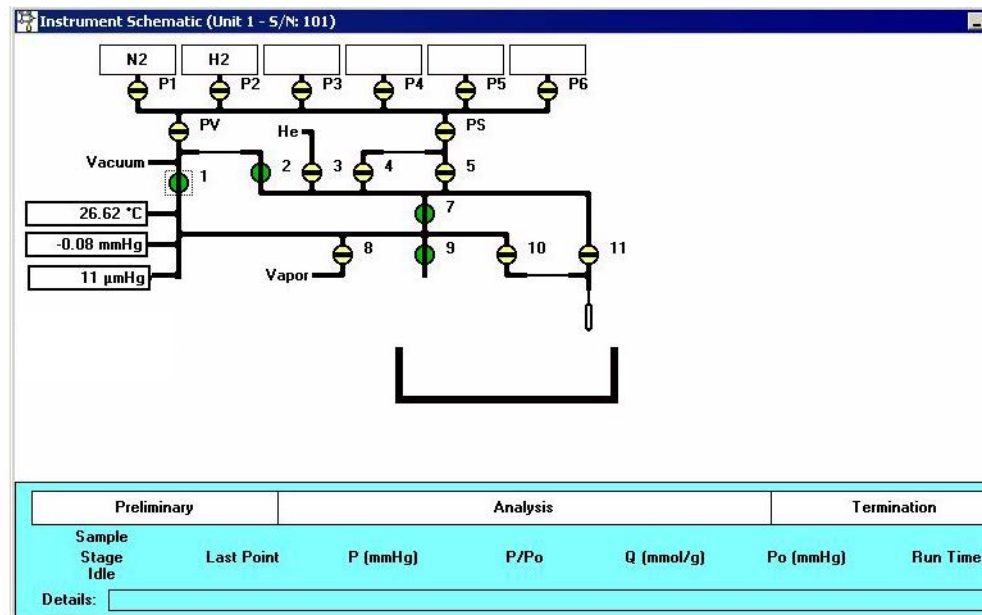 Instrument Schematic (Unit 1 - S/N: 101)
N2 H2
P1 P2 P3 P4 P5 P6
PV He PS
Vacuum 1 2 3 4 5
26.62 °C 7
-0.08 mmHg 8 9 10 11
11 µmHg Vapor
Preliminary Analysis Termination
Sample
Stage Last Point P (mmHg) P/Po Q (mmol/g) Po (mmHg) Run Time
Idle
Details: